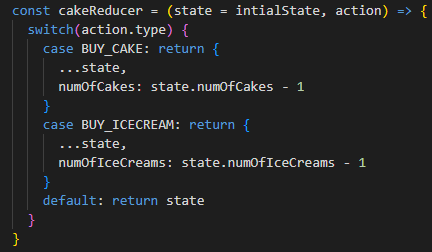 const cakeReducer = (state = intialState, action) => {
  switch(action.type) {
    case BUY_CAKE: return {
      ...state,
      numOfCakes: state.numOfCakes - 1
    }
    case BUY_ICECREAM: return {
      ...state,
      numOfIceCreams: state.numOfIceCreams - 1
    }
    default: return state
  }
}